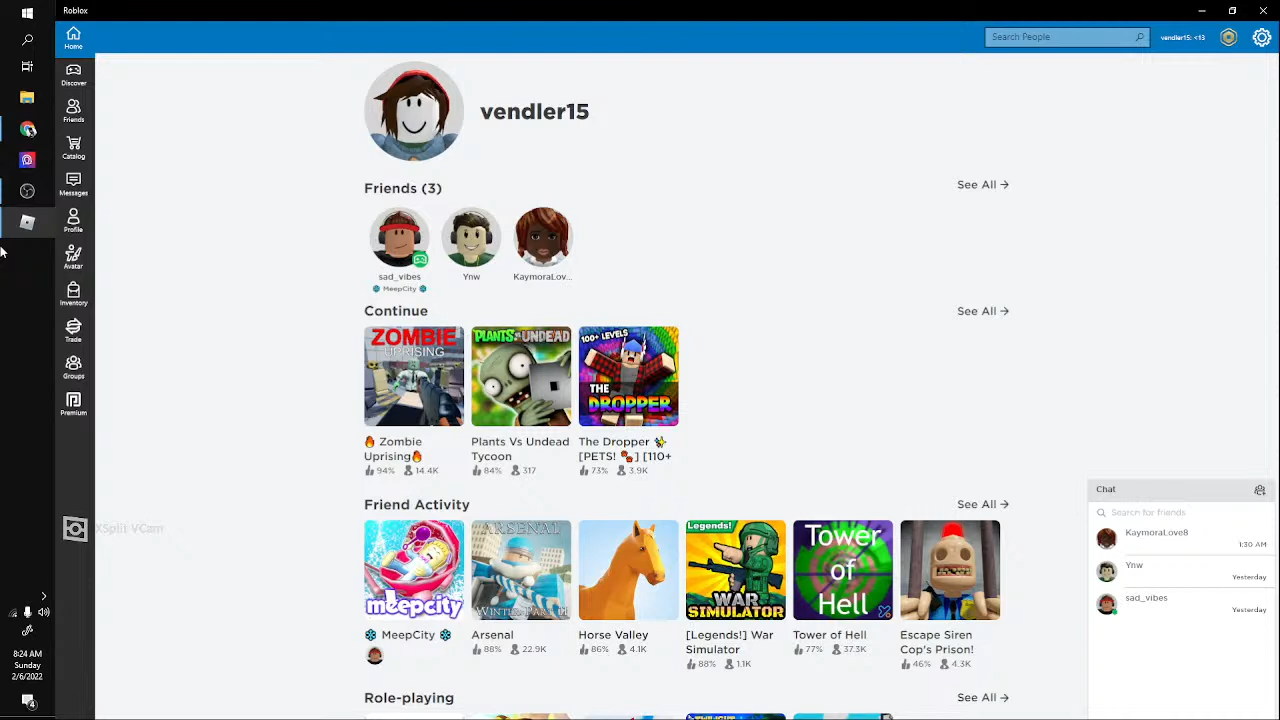 Roblox
Home
Discover
Friends
Catalog
Messages
Profile
Avatar
Inventory
Trade
Groups
Premium
8:24 AM
Sunday
2/6/2022
4
Search People
vendler15: <13
vendler15
Friends (3)
See All →
sad_vibes
MeepCity
Ynw
KaymoraLov...
Continue
See All →
ZOMBIE
UPRISING
PLANTS VS UNDEAD
100+ LEVELS
THE
DROPPER
🔥 Zombie
Uprising🔥
94% 14.4K
Plants Vs Undead
Tycoon
84% 317
The Dropper ✨
[PETS! 🐾] [110+
73% 3.9K
Friend Activity
See All →
meepcity
ARSENAL
WINTER PART II
Legends!
WAR
SIMULATOR
Tower
of
Hell
❄ MeepCity ❄
Arsenal
88% 22.9K
Horse Valley
86% 4.1K
[Legends!] War
Simulator
88% 1.1K
Tower of Hell
77% 37.3K
Escape Siren
Cop's Prison!
46% 4.3K
Role-playing
See All →
XSplit VCam
Chat
Search for friends
KaymoraLove8
1:30 AM
Ynw
Yesterday
sad_vibes
Yesterday